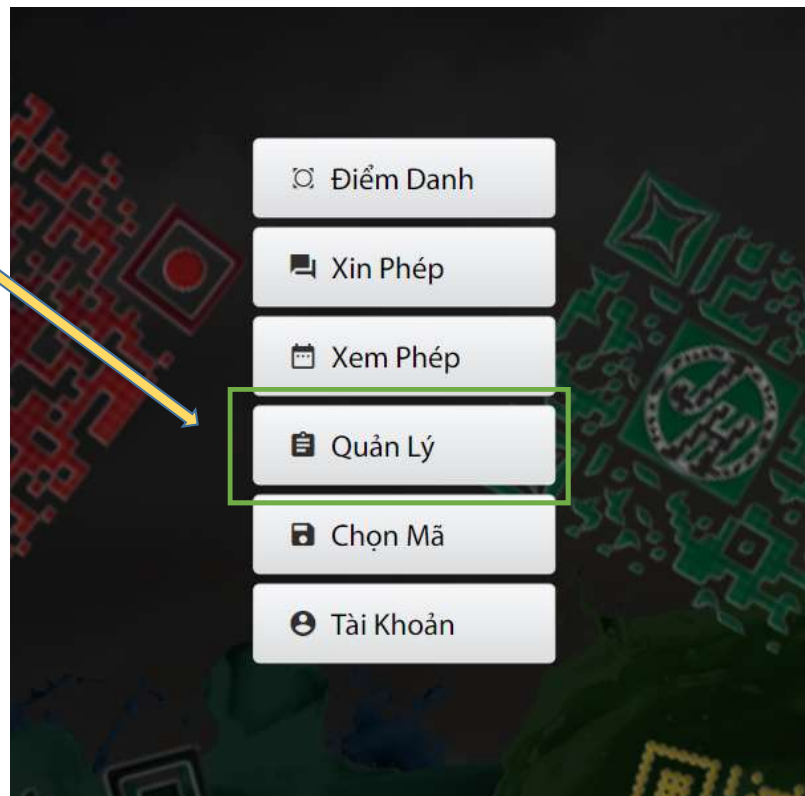 Điểm Danh
Xin Phép
Xem Phép
Quản Lý
Chọn Mã
Tài Khoản